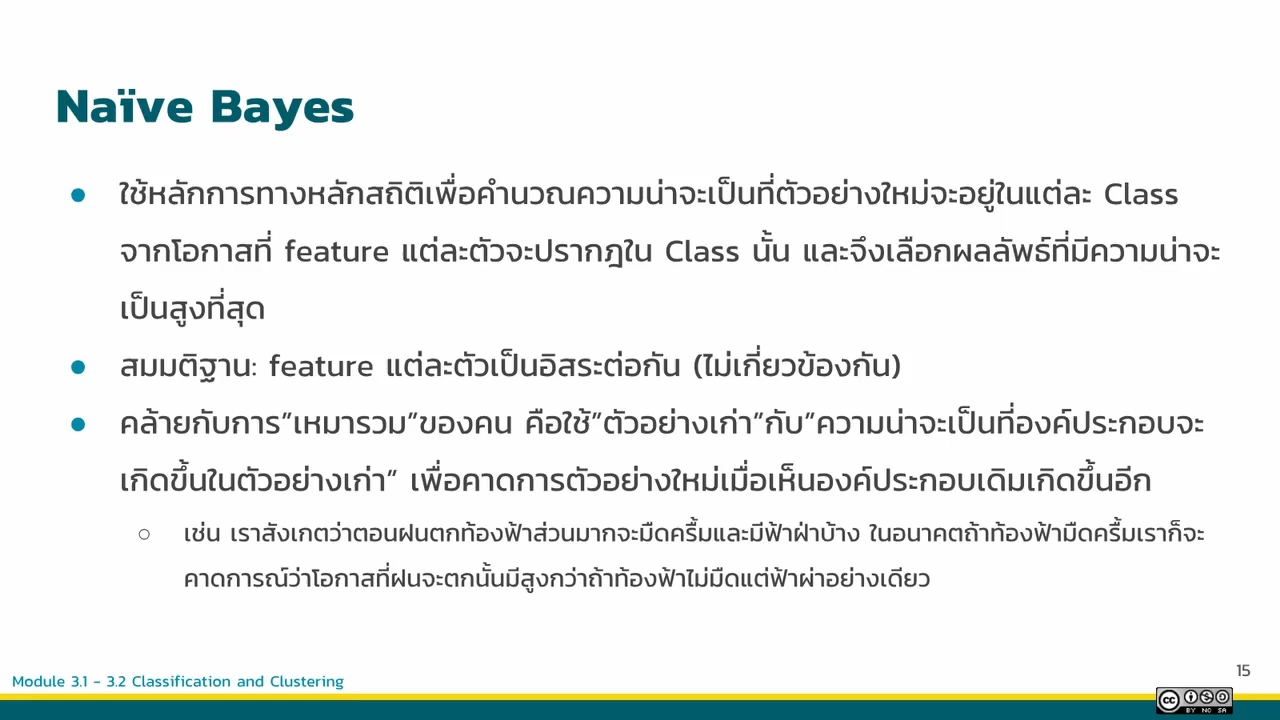 Naïve Bayes
● ใช้หลักการทางหลักสถิติเพื่อคำนวณความน่าจะเป็นที่ตัวอย่างใหม่จะอยู่ในแต่ละ Class
จากโอกาสที่ feature แต่ละตัวจะปรากฎใน Class นั้น และจึงเลือกผลลัพธ์ที่มีความน่าจะ
เป็นสูงที่สุด
● สมมติฐาน: feature แต่ละตัวเป็นอิสระต่อกัน (ไม่เกี่ยวข้องกัน)
● คล้ายกับการ”เหมารวม”ของคน คือใช้”ตัวอย่างเก่า”กับ”ความน่าจะเป็นที่องค์ประกอบจะ
เกิดขึ้นในตัวอย่างเก่า” เพื่อคาดการตัวอย่างใหม่เมื่อเห็นองค์ประกอบเดิมเกิดขึ้นอีก
○ เช่น เราสังเกตว่าตอนฝนตกท้องฟ้าส่วนมากจะมืดครื้มและมีฟ้าฝ่าบ้าง ในอนาคตถ้าท้องฟ้ามืดครื้มเราก็จะ
คาดการณ์ว่าโอกาสที่ฝนจะตกนั้นมีสูงกว่าถ้าท้องฟ้าไม่มืดแต่ฟ้าผ่าอย่างเดียว
15
Module 3.1 - 3.2 Classification and Clustering
cc
BY NC SA